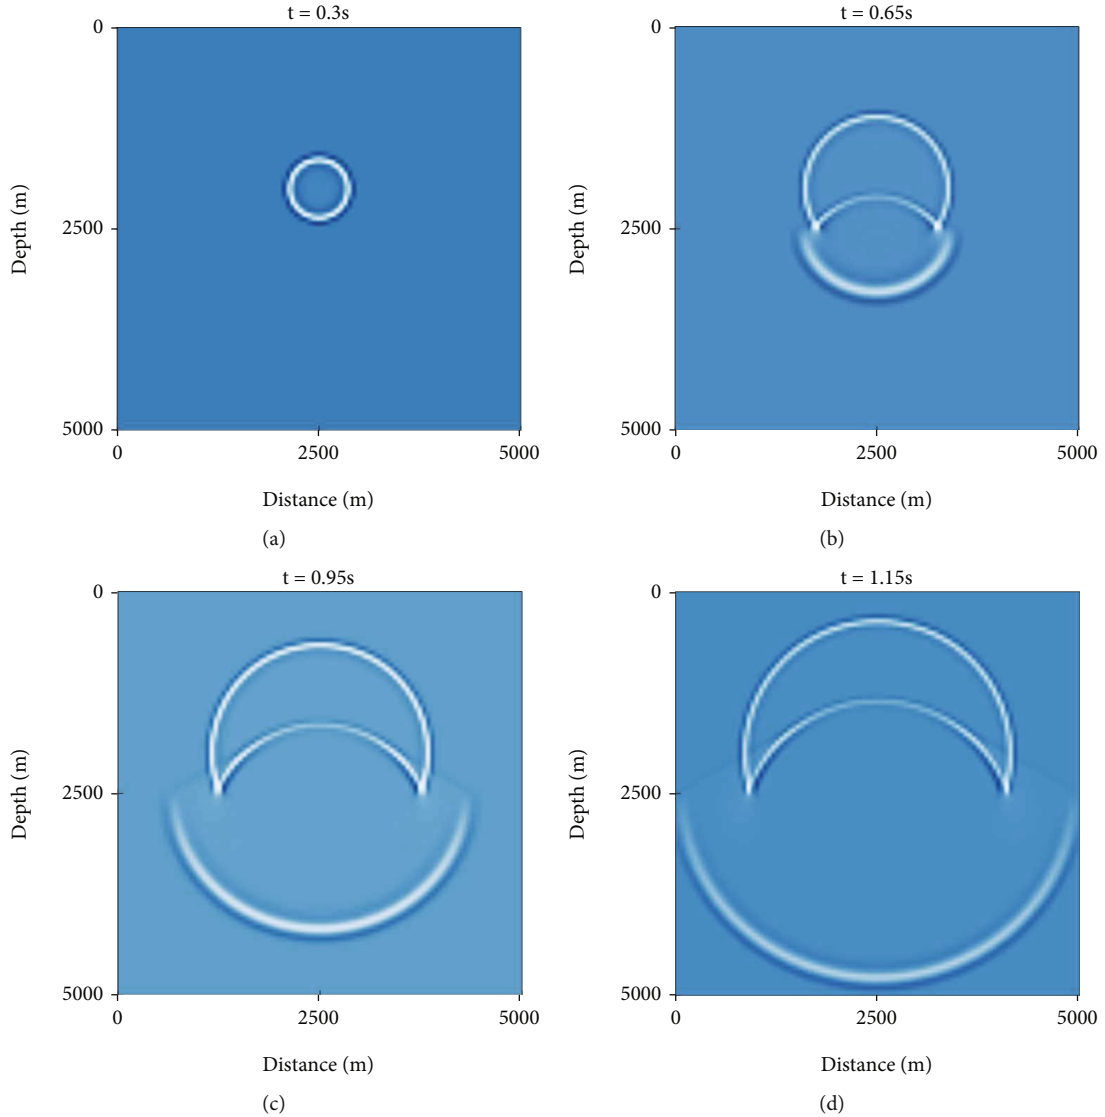 t = 0.3s
0
2500
5000
Depth (m)
0 2500 5000
Distance (m)
(a)
t = 0.65s
0
2500
5000
Depth (m)
0 2500 5000
Distance (m)
(b)
t = 0.95s
0
2500
5000
Depth (m)
0 2500 5000
Distance (m)
(c)
t = 1.15s
0
2500
5000
Depth (m)
0 2500 5000
Distance (m)
(d)